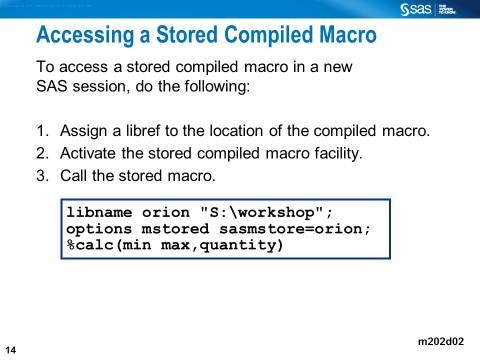 sas
THE
POWER
TO KNOW
Accessing a Stored Compiled Macro
To access a stored compiled macro in a new
SAS session, do the following:
1. Assign a libref to the location of the compiled macro.
2. Activate the stored compiled macro facility.
3. Call the stored macro.
libname orion "S:\workshop";
options mstored sasmstore=orion;
%calc(min max,quantity)
m202d02
14